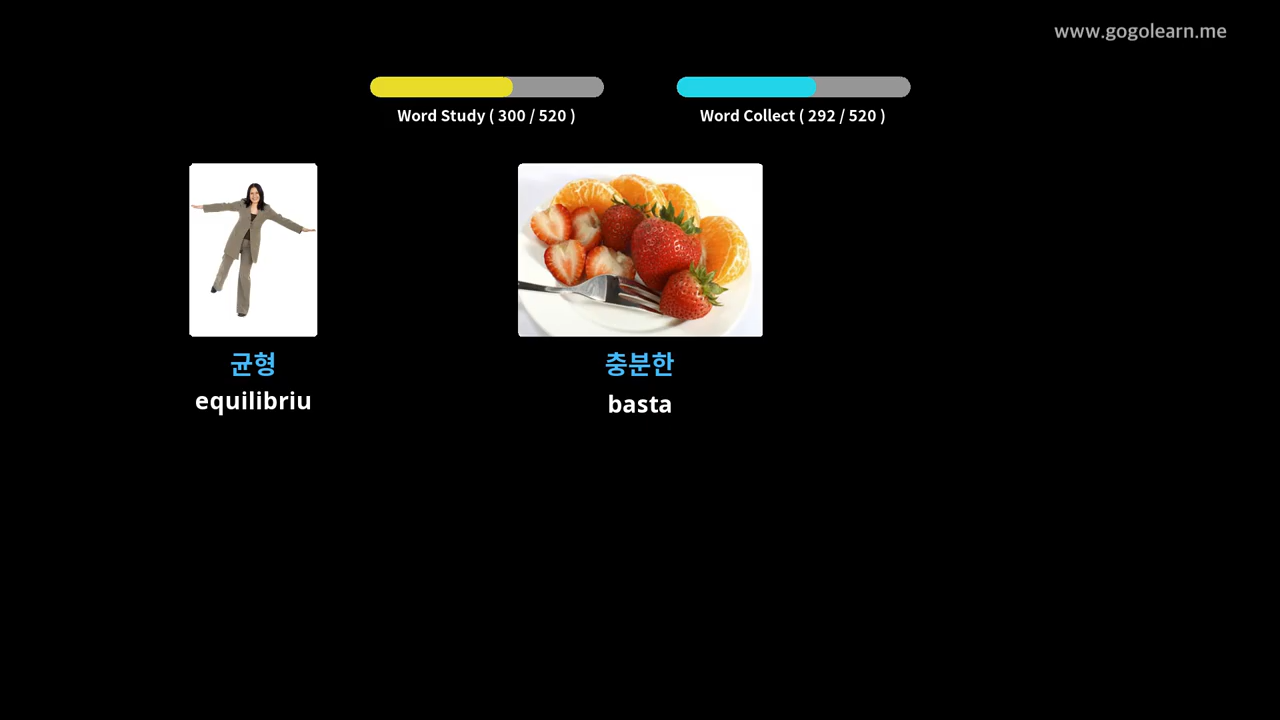 www.gogolearn.me
Word Study ( 300 / 520 )
Word Collect ( 292 / 520 )
균형
equilibriu
충분한
basta